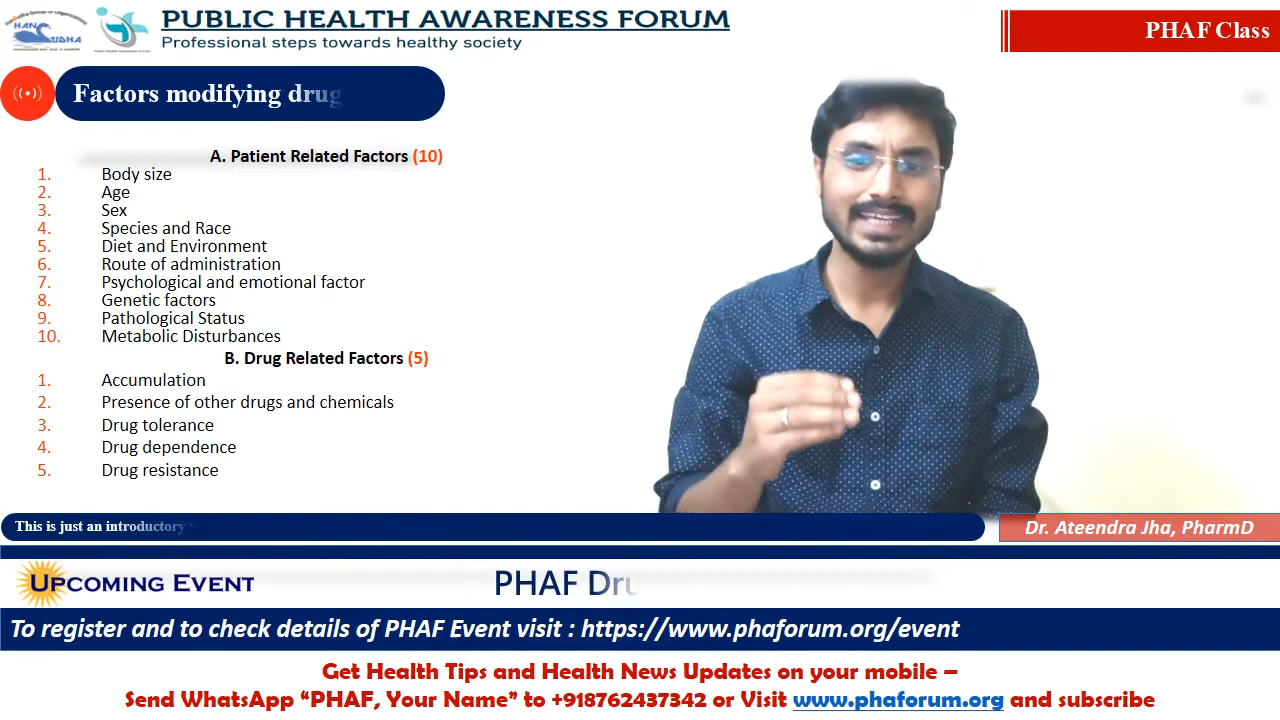 HANS
SUDHA
PUBLIC HEALTH AWARENESS FORUM
Professional steps towards healthy society
PHAF Class
Factors modifying drug
A. Patient Related Factors (10)
1. Body size
2. Age
3. Sex
4. Species and Race
5. Diet and Environment
6. Route of administration
7. Psychological and emotional factor
8. Genetic factors
9. Pathological Status
10. Metabolic Disturbances
B. Drug Related Factors (5)
1. Accumulation
2. Presence of other drugs and chemicals
3. Drug tolerance
4. Drug dependence
5. Drug resistance
This is just an introductory
Dr. Ateendra Jha, PharmD
UPCOMING EVENT
PHAF Dru
To register and to check details of PHAF Event visit : https://www.phaforum.org/event
Get Health Tips and Health News Updates on your mobile –
Send WhatsApp “PHAF, Your Name” to +918762437342 or Visit www.phaforum.org and subscribe